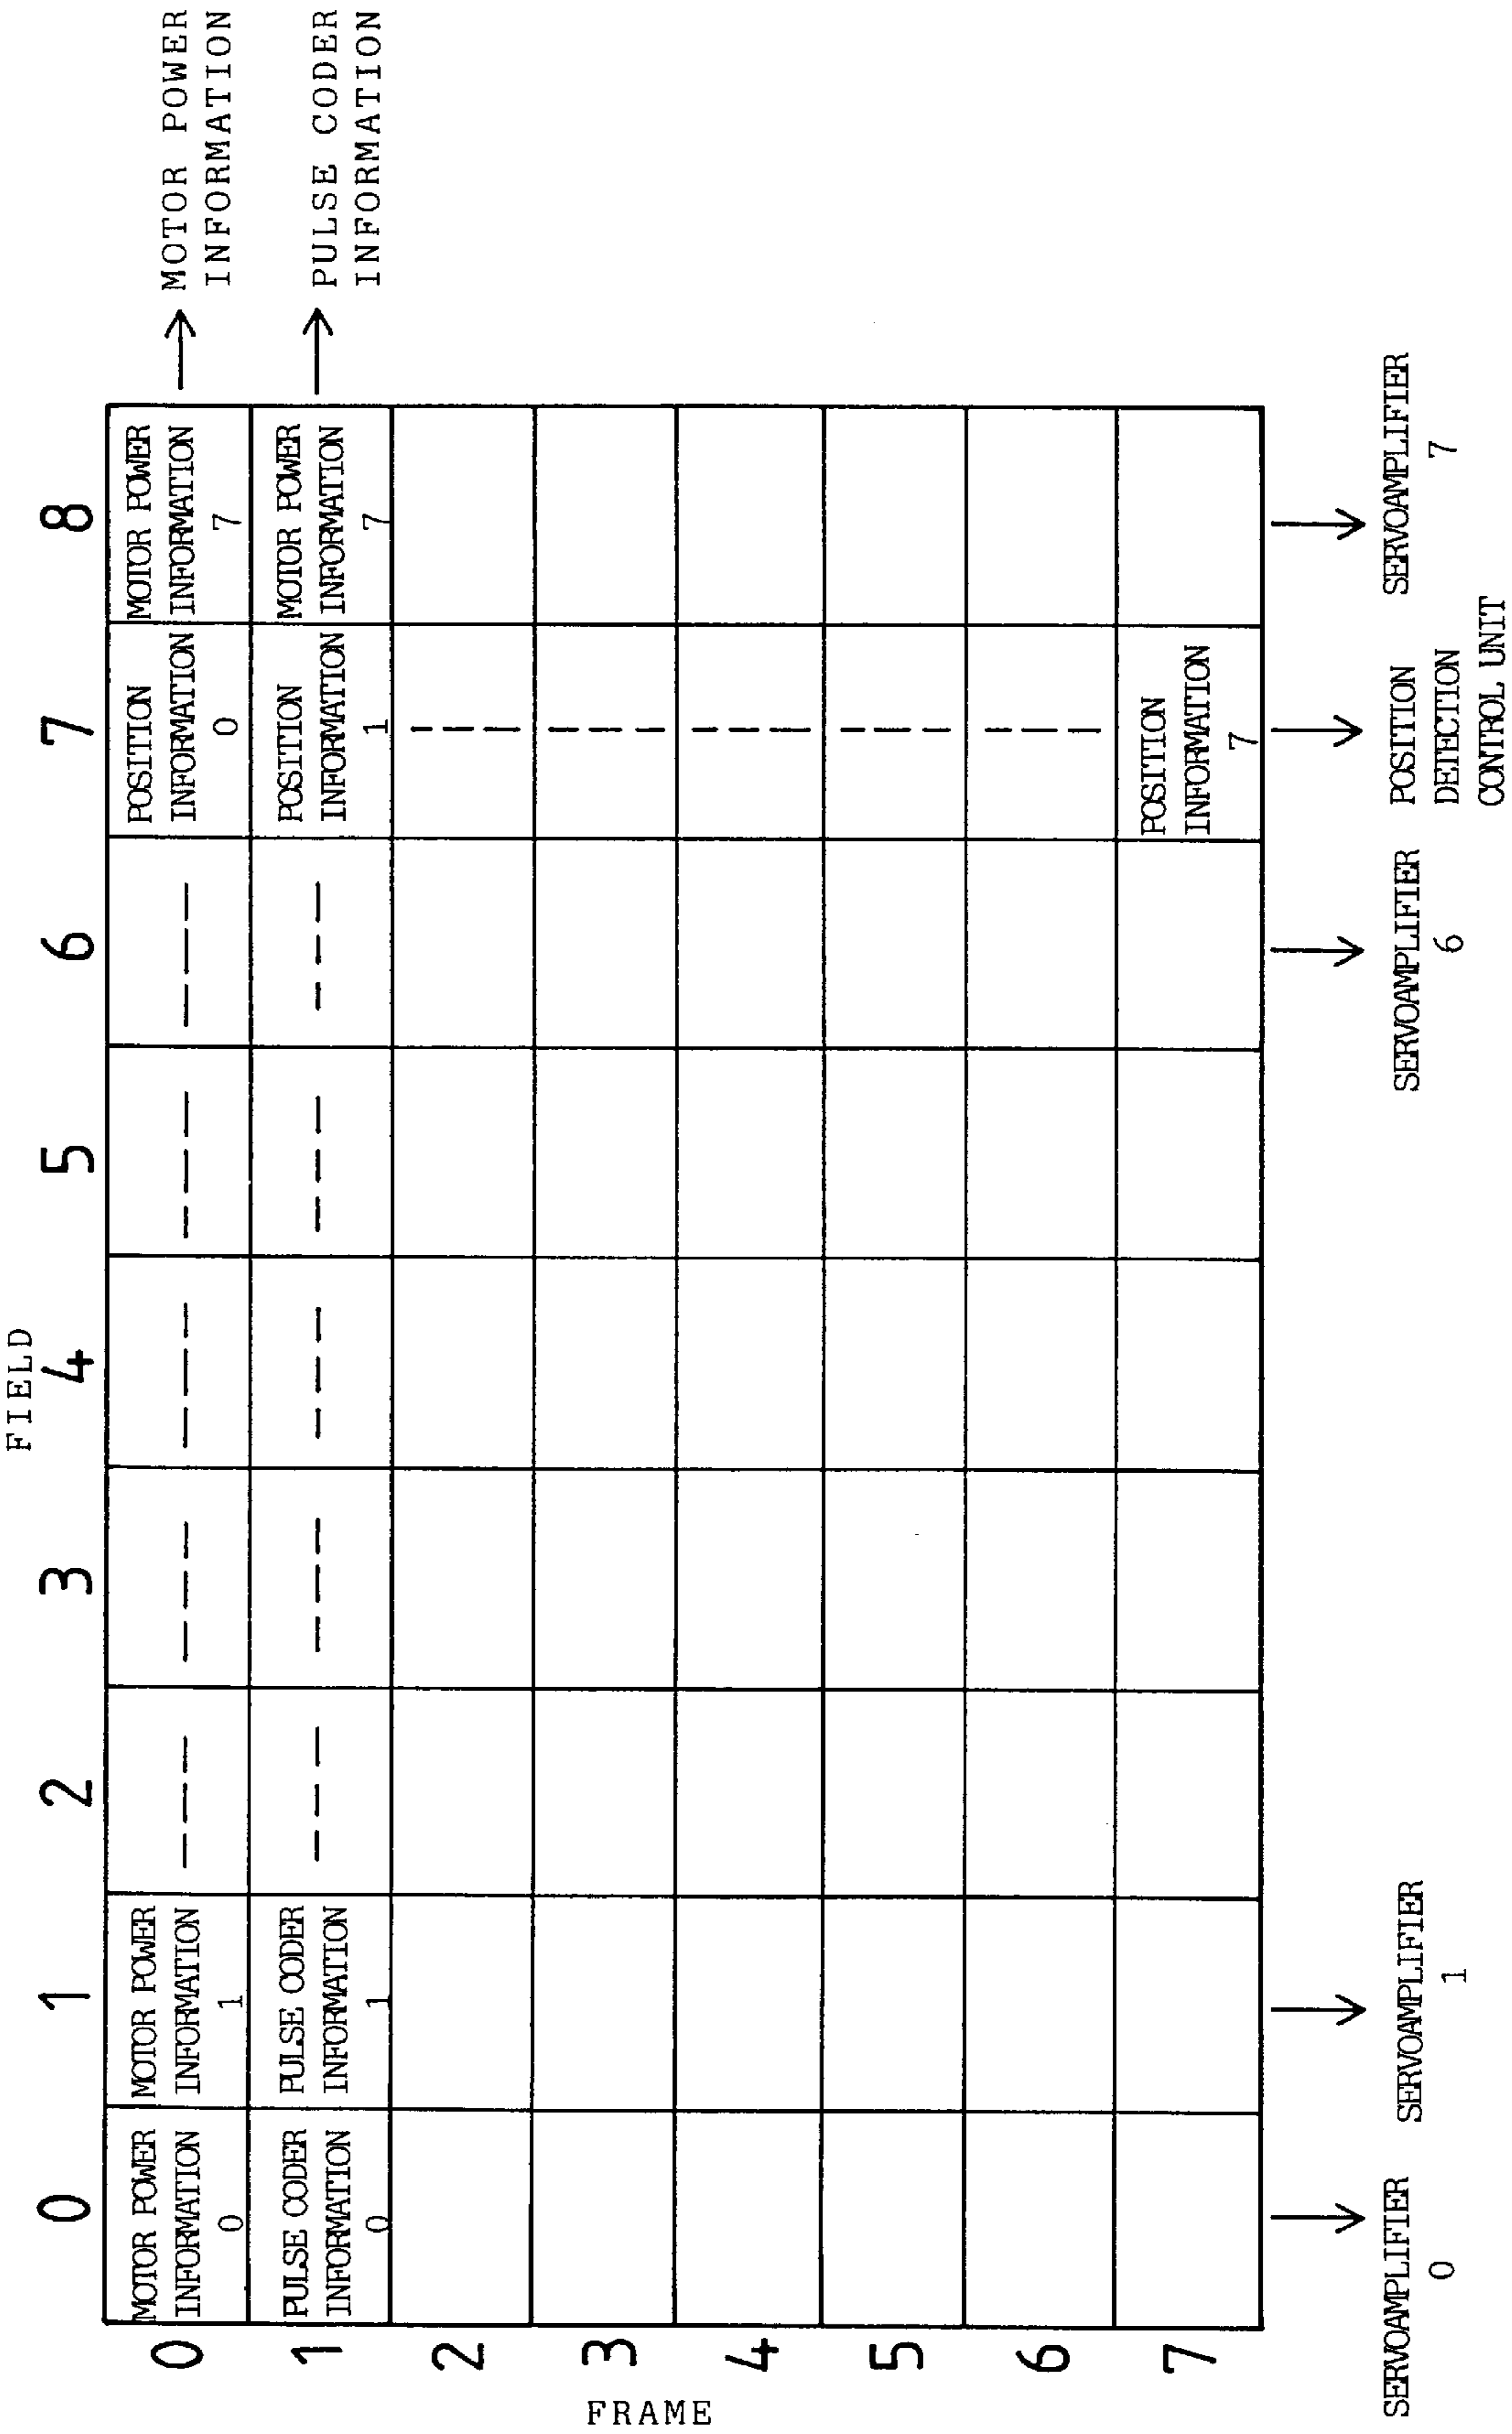 FIELD
0 1 2 3 4 5 6 7 8
FRAME
0
MOTOR POWER
INFORMATION
0
MOTOR POWER
INFORMATION
1
POSITION
INFORMATION
0
MOTOR POWER
INFORMATION
7
MOTOR POWER
INFORMATION
1
PULSE CODER
INFORMATION
0
PULSE CODER
INFORMATION
1
POSITION
INFORMATION
1
MOTOR POWER
INFORMATION
7
PULSE CODER
INFORMATION
2
3
4
5
6
7
POSITION
INFORMATION
7
SERVOAMPLIFIER
0
SERVOAMPLIFIER
1
SERVOAMPLIFIER
6
POSITION
DETECTION
CONTROL UNIT
SERVOAMPLIFIER
7